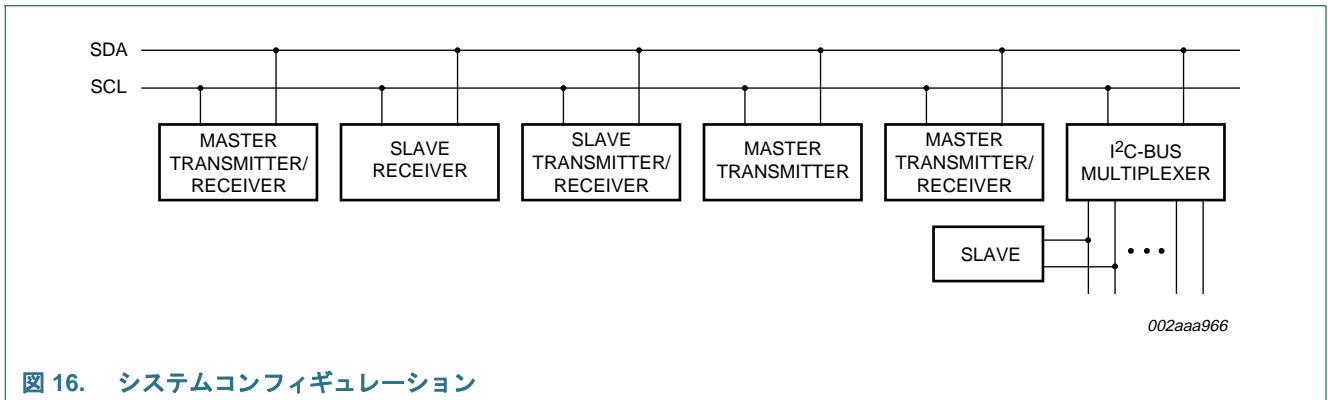 SDA
SCL
MASTER
TRANSMITTER/
RECEIVER
SLAVE
RECEIVER
SLAVE
TRANSMITTER/
RECEIVER
MASTER
TRANSMITTER
MASTER
TRANSMITTER/
RECEIVER
I²C-BUS
MULTIPLEXER
SLAVE
002aaa966
図 16. システムコンフィギュレーション